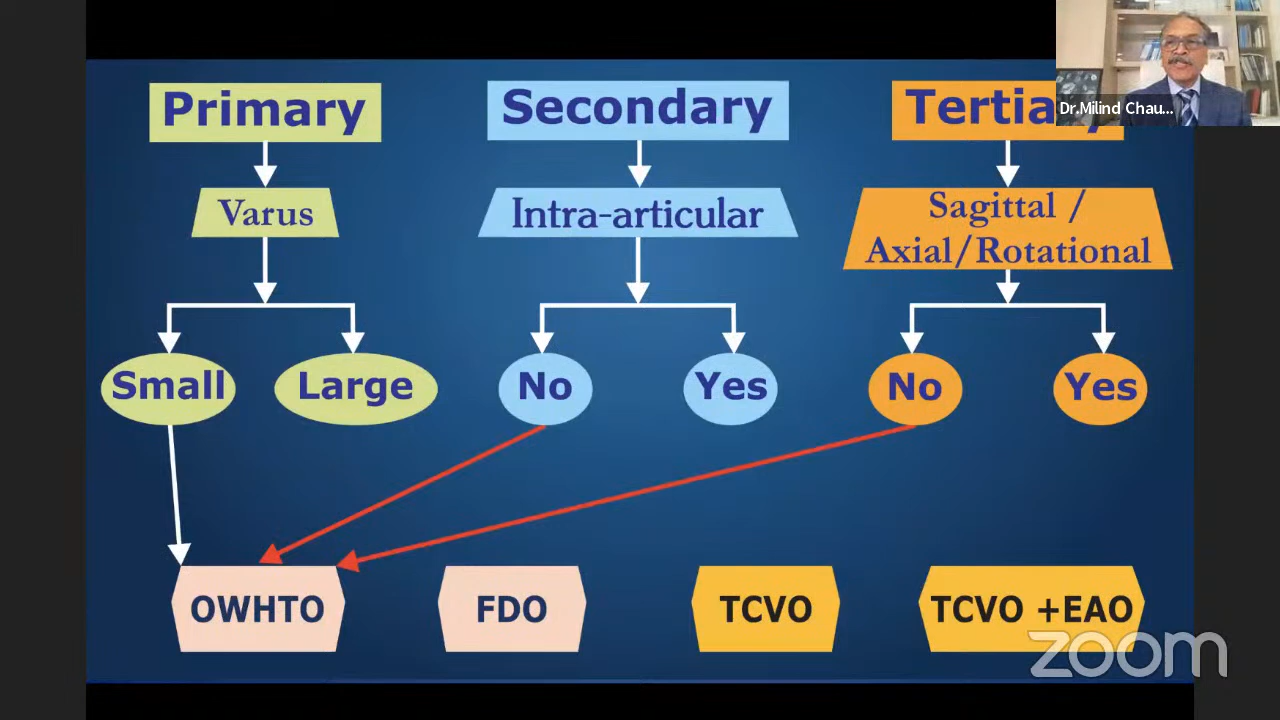 Primary
Secondary
Dr.Milind Chau...
Varus
Intra-articular
Sagittal /
Axial/Rotational
Small
Large
No
Yes
No
Yes
OWHTO
FDO
TCVO
TCVO +EAO
zoom